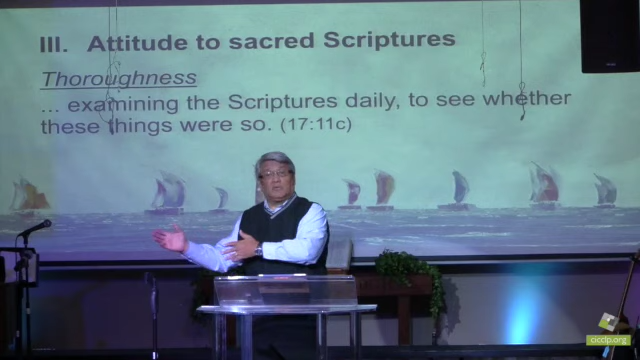 III. Attitude to sacred Scriptures
Thoroughness
... examining the Scriptures daily, to see whether
these things were so. (17:11c)
cicclp.org